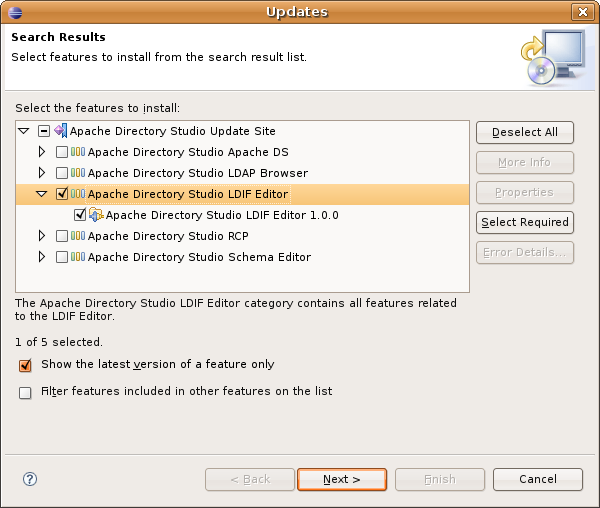 Updates
Search Results
Select features to install from the search result list.
Select the features to install:
Apache Directory Studio Update Site
Apache Directory Studio Apache DS
Apache Directory Studio LDAP Browser
Apache Directory Studio LDIF Editor
Apache Directory Studio LDIF Editor 1.0.0
Apache Directory Studio RCP
Apache Directory Studio Schema Editor
Deselect All
More Info
Properties
Select Required
Error Details...
The Apache Directory Studio LDIF Editor category contains all features related
to the LDIF Editor.
1 of 5 selected.
Show the latest version of a feature only
Filter features included in other features on the list
?
< Back
Next >
Finish
Cancel